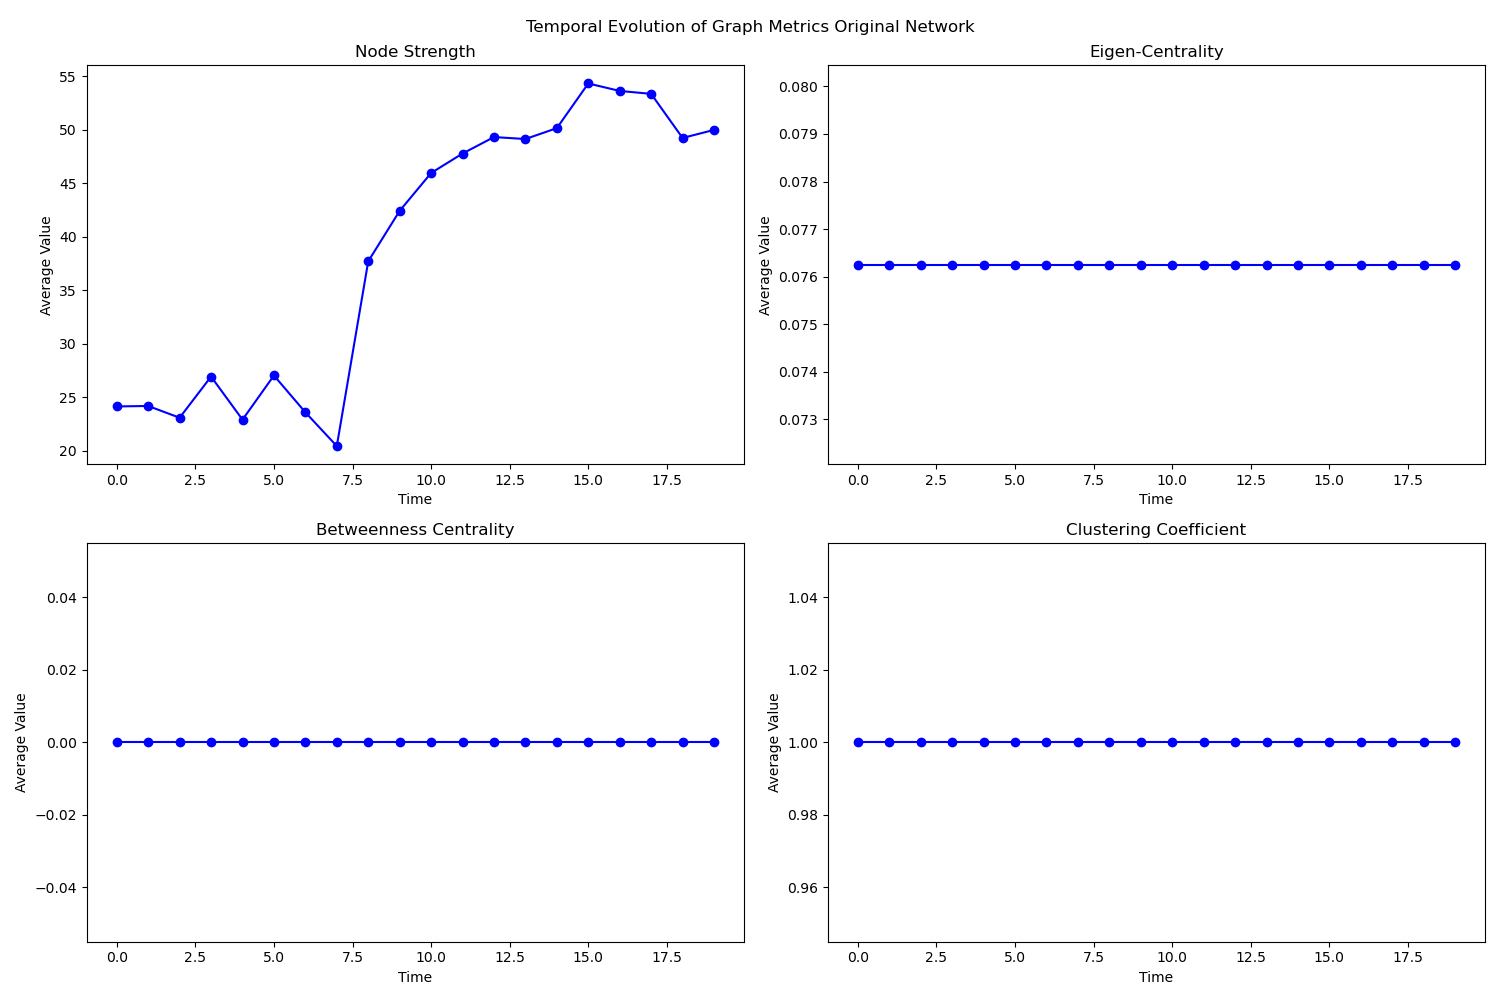 Temporal Evolution of Graph Metrics Original Network
Node Strength
55
50
45
40
35
30
25
20
Average Value
0.0 2.5 5.0 7.5 10.0 12.5 15.0 17.5
Time
Eigen-Centrality
0.080
0.079
0.078
0.077
0.076
0.075
0.074
0.073
Average Value
0.0 2.5 5.0 7.5 10.0 12.5 15.0 17.5
Time
Betweenness Centrality
0.04
0.02
0.00
−0.02
−0.04
Average Value
0.0 2.5 5.0 7.5 10.0 12.5 15.0 17.5
Time
Clustering Coefficient
1.04
1.02
1.00
0.98
0.96
Average Value
0.0 2.5 5.0 7.5 10.0 12.5 15.0 17.5
Time